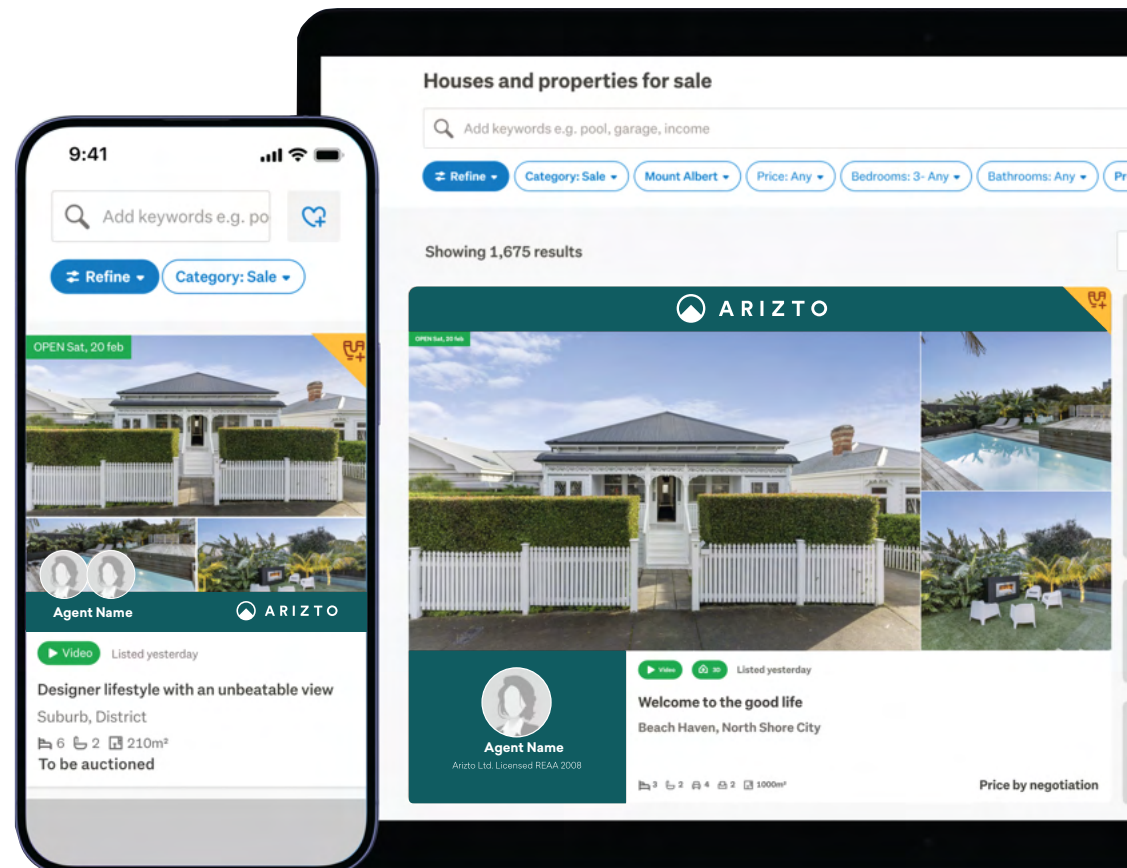 9:41
Add keywords e.g. po
Refine
Category: Sale
OPEN Sat, 20 feb
Agent Name
ARIZTO
Video
Listed yesterday
Designer lifestyle with an unbeatable view
Suburb, District
6 2 210m²
To be auctioned
Houses and properties for sale
Add keywords e.g. pool, garage, income
Refine
Category: Sale
Mount Albert
Price: Any
Bedrooms: 3- Any
Bathrooms: Any
Pr
Showing 1,675 results
ARIZTO
OPEN Sat, 20 feb
Agent Name
Arizto Ltd. Licensed REAA 2008
Video
3D
Listed yesterday
Welcome to the good life
Beach Haven, North Shore City
3 2 4 2 1000m²
Price by negotiation